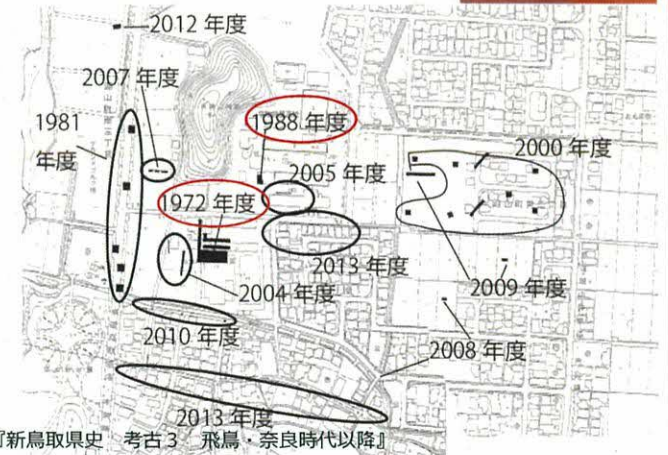 2012 年度
2007 年度
1981
年度
1988 年度
2000 年度
2005 年度
1972 年度
2013 年度
2009 年度
2004 年度
2010 年度
2008 年度
2013 年度
『新鳥取県史 考古3 飛鳥・奈良時代以降』